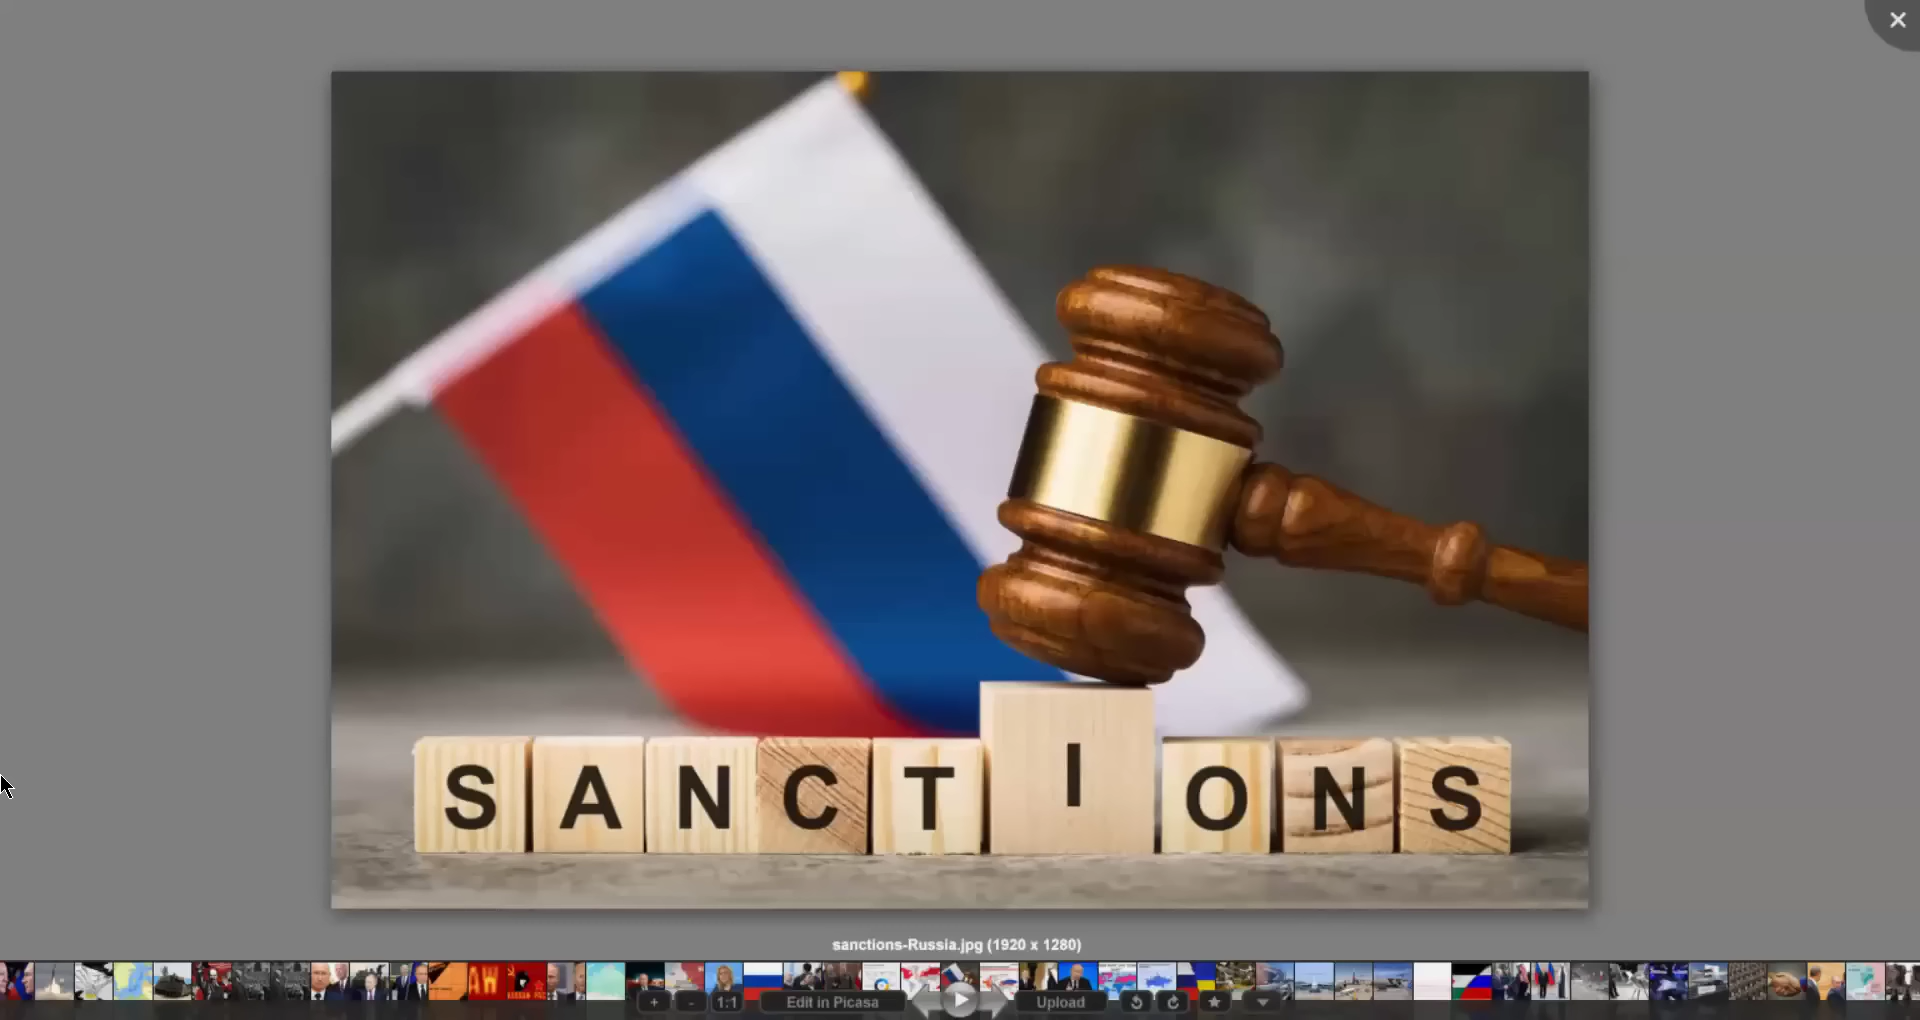 SANCTIONS
sanctions-Russia.jpg (1920 x 1280)
+ - 1:1 Edit in Picasa Upload